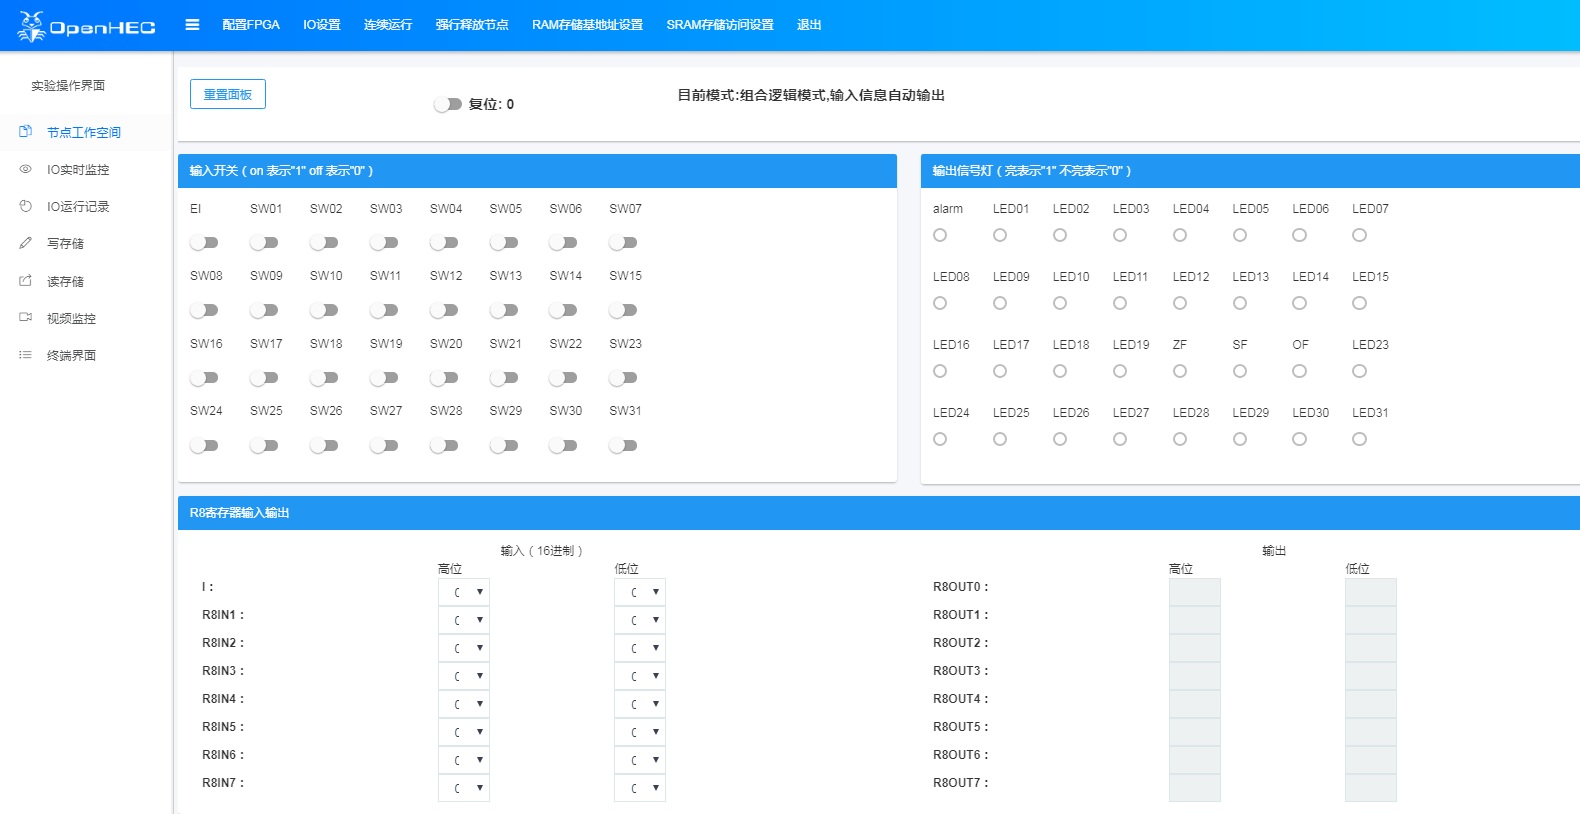 OpenHEC 配置FPGA IO设置 连续运行 强行释放节点 RAM存储基地址设置 SRAM存储访问设置 退出
实验操作界面
节点工作空间
IO实时监控
IO运行记录
写存储
读存储
视频监控
终端界面
重置面板 复位: 0 目前模式:组合逻辑模式,输入信息自动输出
输入开关（on 表示"1" off 表示"0"）
EI SW01 SW02 SW03 SW04 SW05 SW06 SW07
SW08 SW09 SW10 SW11 SW12 SW13 SW14 SW15
SW16 SW17 SW18 SW19 SW20 SW21 SW22 SW23
SW24 SW25 SW26 SW27 SW28 SW29 SW30 SW31
输出信号灯（亮表示"1" 不亮表示"0"）
alarm LED01 LED02 LED03 LED04 LED05 LED06 LED07
LED08 LED09 LED10 LED11 LED12 LED13 LED14 LED15
LED16 LED17 LED18 LED19 ZF SF OF LED23
LED24 LED25 LED26 LED27 LED28 LED29 LED30 LED31
R8寄存器输入输出
输入（16进制）
高位 低位
I：
R8IN1：
R8IN2：
R8IN3：
R8IN4：
R8IN5：
R8IN6：
R8IN7：
输出
高位 低位
R8OUT0：
R8OUT1：
R8OUT2：
R8OUT3：
R8OUT4：
R8OUT5：
R8OUT6：
R8OUT7：